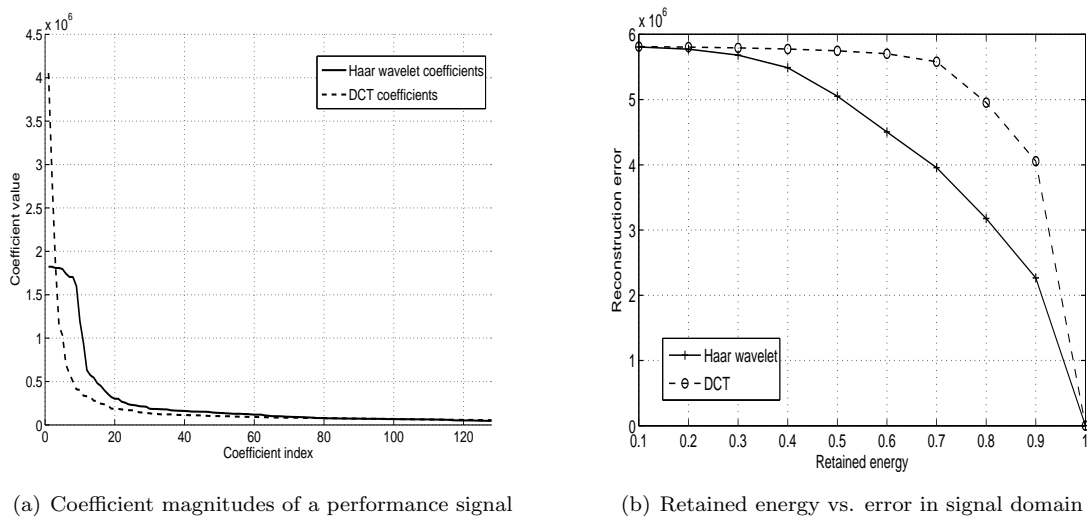 x 10^6
4.5
4
3.5
3
2.5
2
1.5
1
0.5
0
Coefficient value
Haar wavelet coefficients
DCT coefficients
0 20 40 60 80 100 120
Coefficient index
(a) Coefficient magnitudes of a performance signal
x 10^6
6
5
4
3
2
1
0
Reconstruction error
Haar wavelet
DCT
0.1 0.2 0.3 0.4 0.5 0.6 0.7 0.8 0.9 1
Retained energy
(b) Retained energy vs. error in signal domain